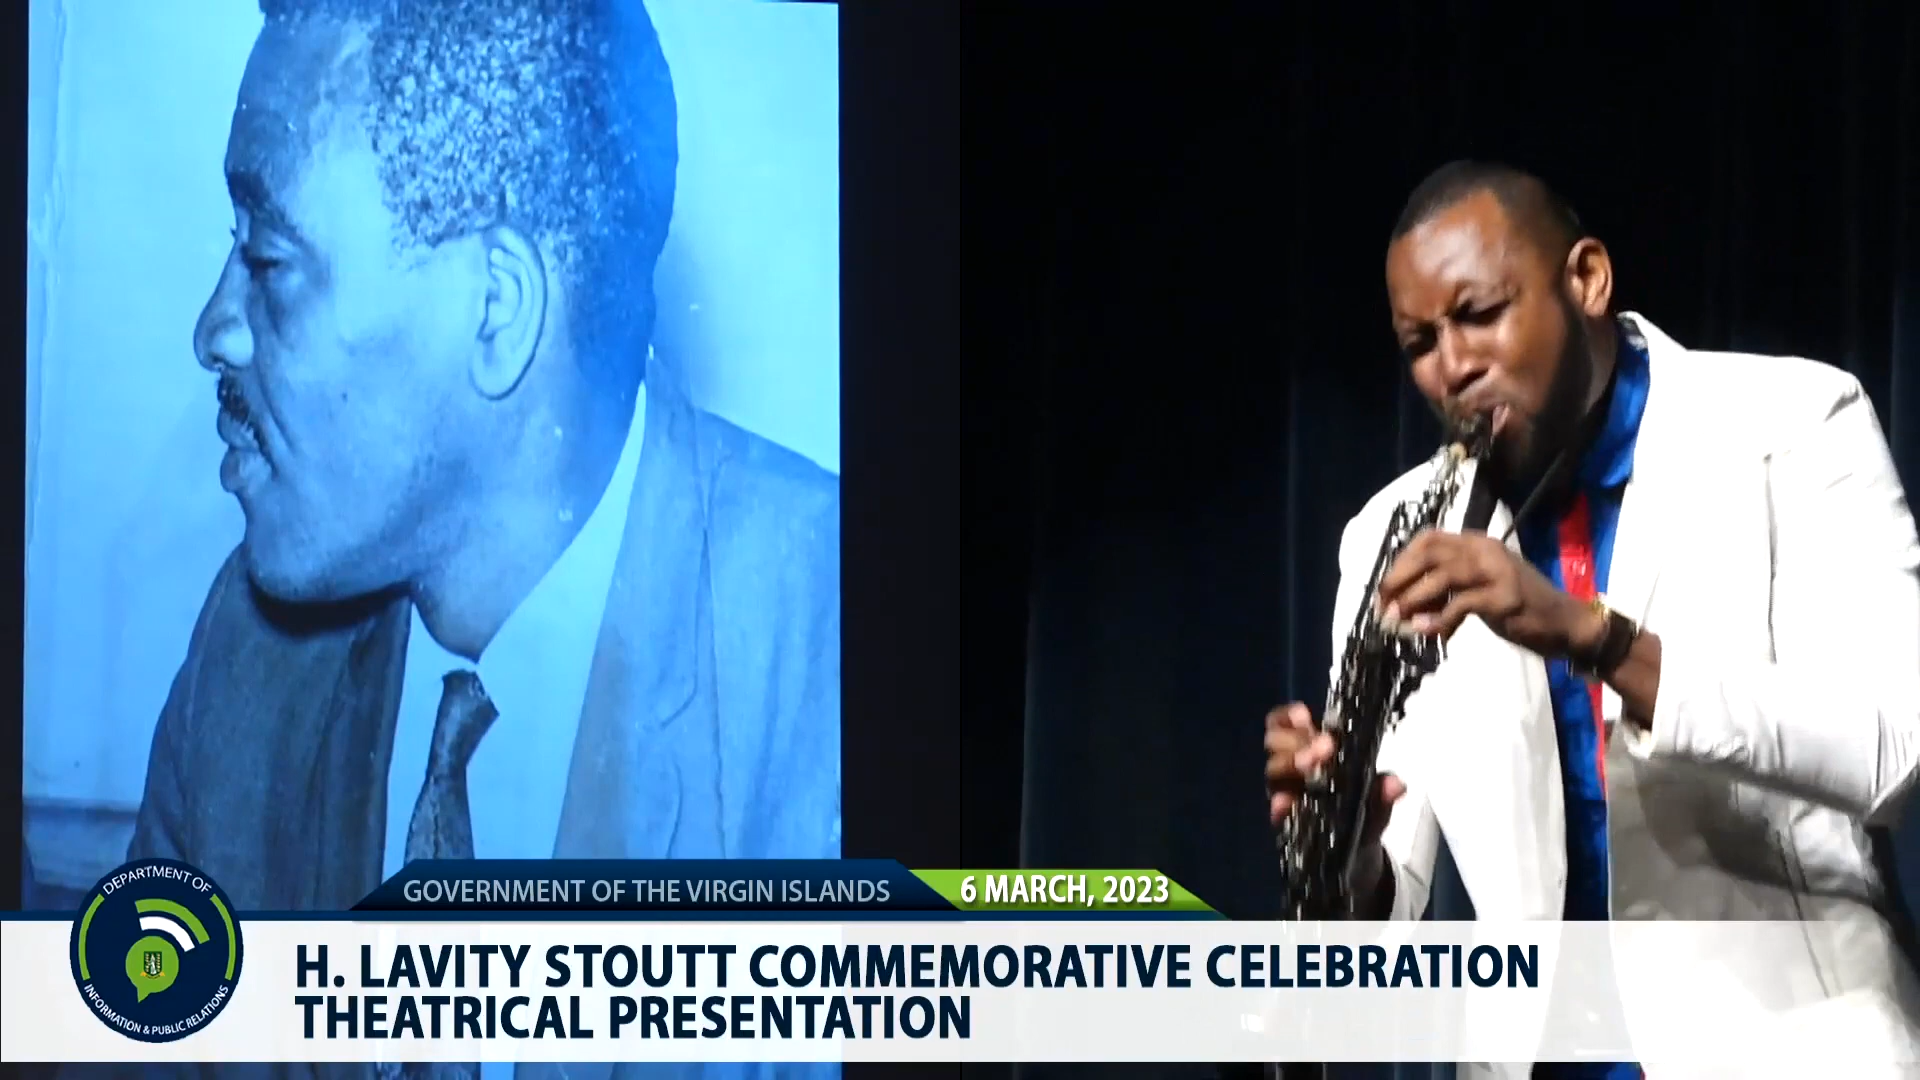 GOVERNMENT OF THE VIRGIN ISLANDS
6 MARCH, 2023
DEPARTMENT OF
INFORMATION & PUBLIC RELATIONS
H. LAVITY STOUTT COMMEMORATIVE CELEBRATION
THEATRICAL PRESENTATION